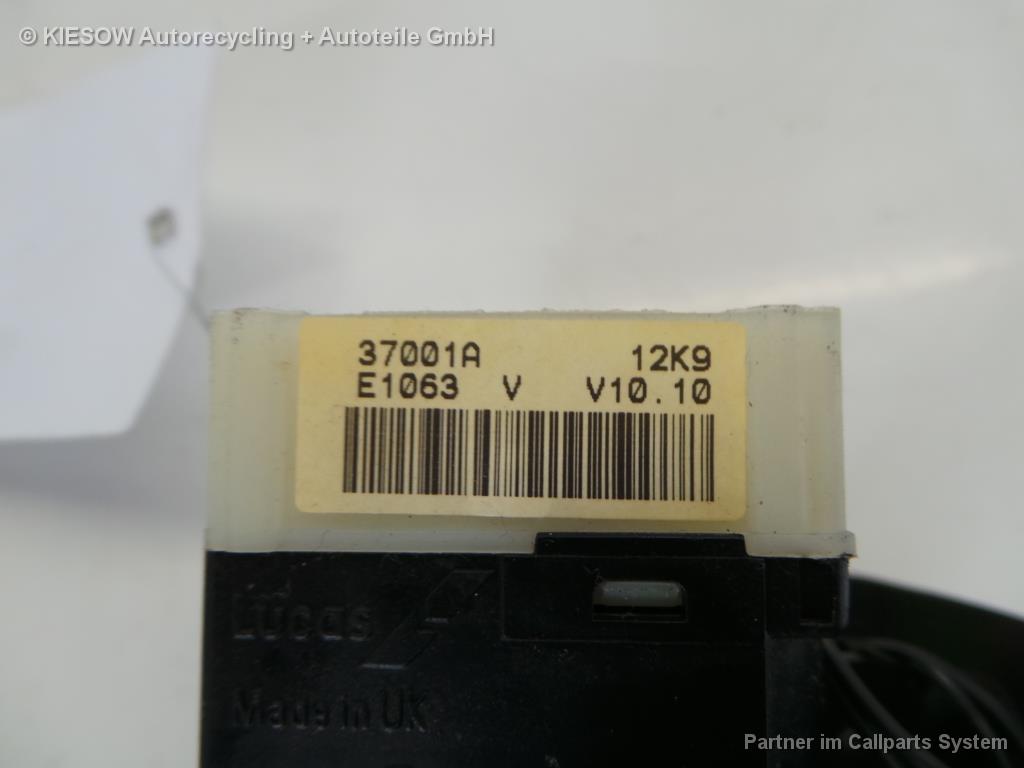 © KIESOW Autorecycling + Autoteile GmbH
37001A 12K9
E1063 V V10.10
Lucas
Made in UK
Partner im Callparts System